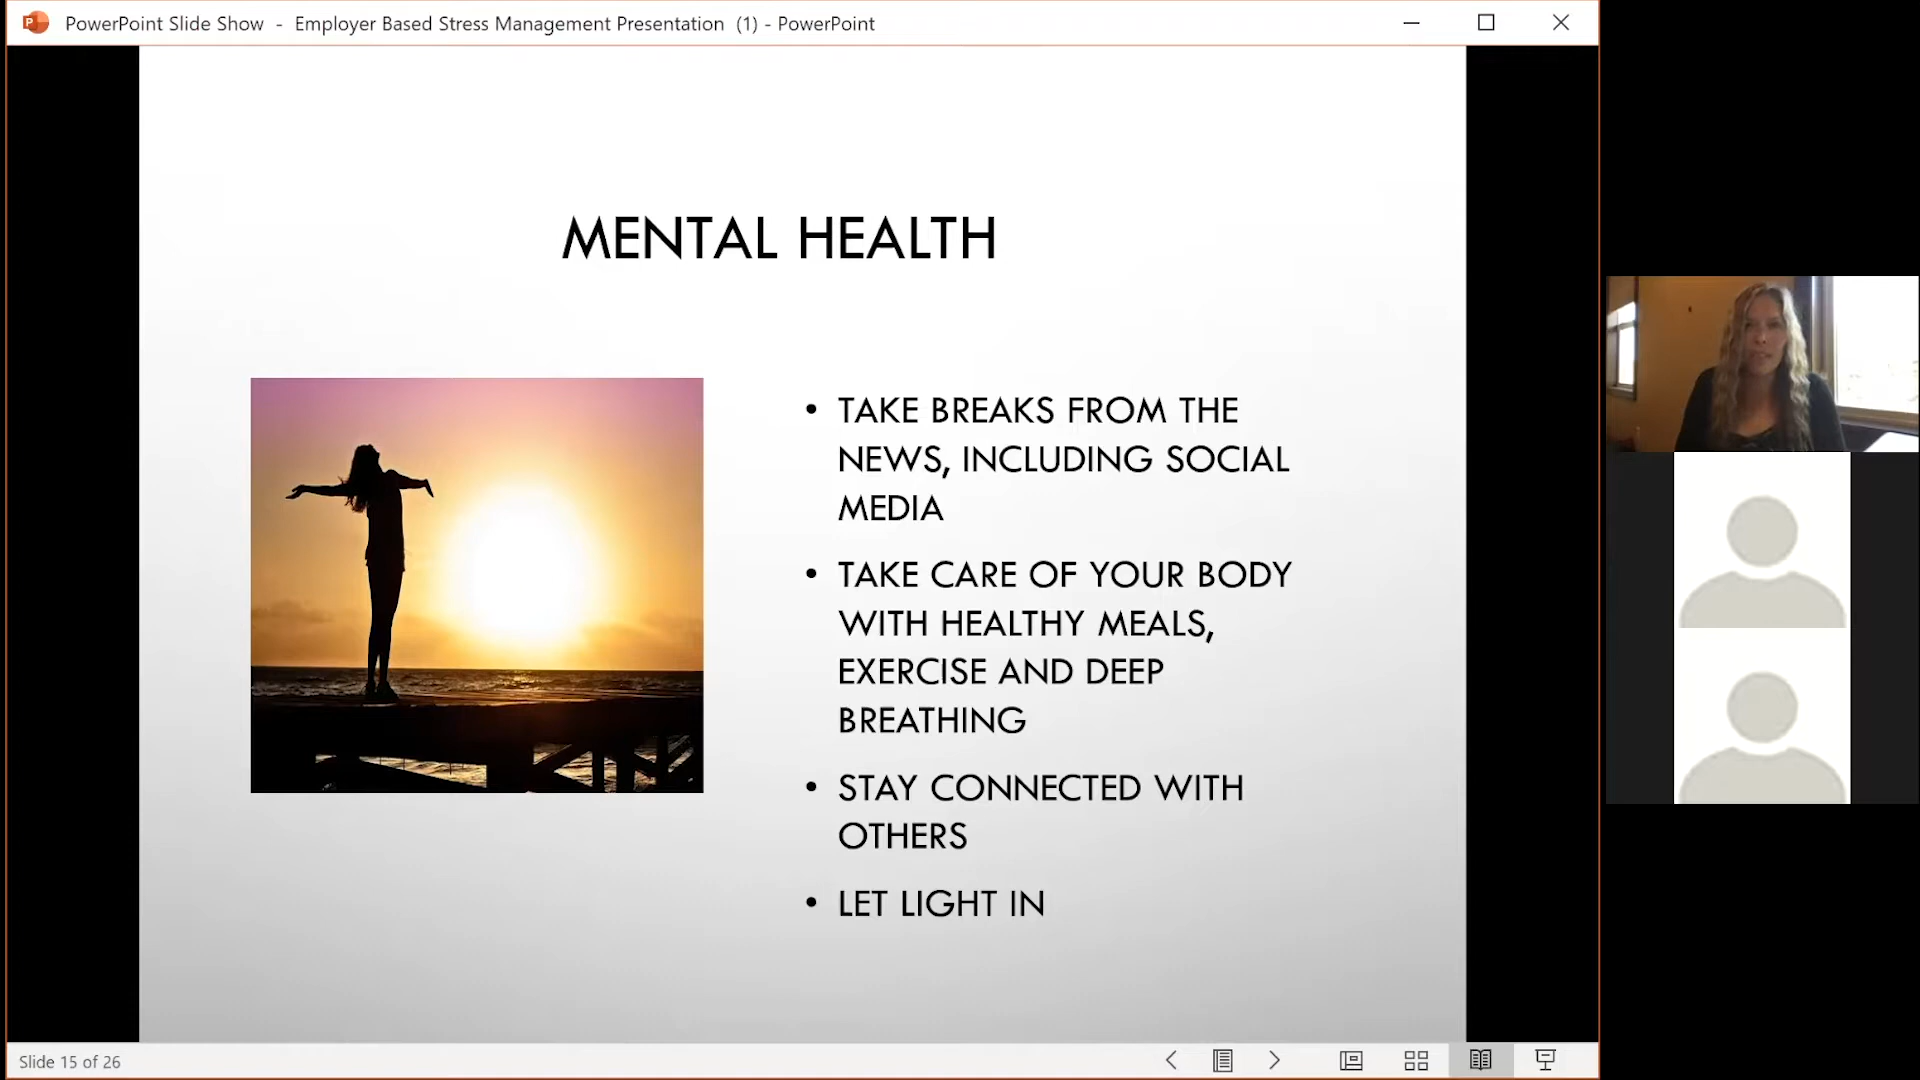 PowerPoint Slide Show - Employer Based Stress Management Presentation (1) - PowerPoint
MENTAL HEALTH
• TAKE BREAKS FROM THE
NEWS, INCLUDING SOCIAL
MEDIA
• TAKE CARE OF YOUR BODY
WITH HEALTHY MEALS,
EXERCISE AND DEEP
BREATHING
• STAY CONNECTED WITH
OTHERS
• LET LIGHT IN
Slide 15 of 26